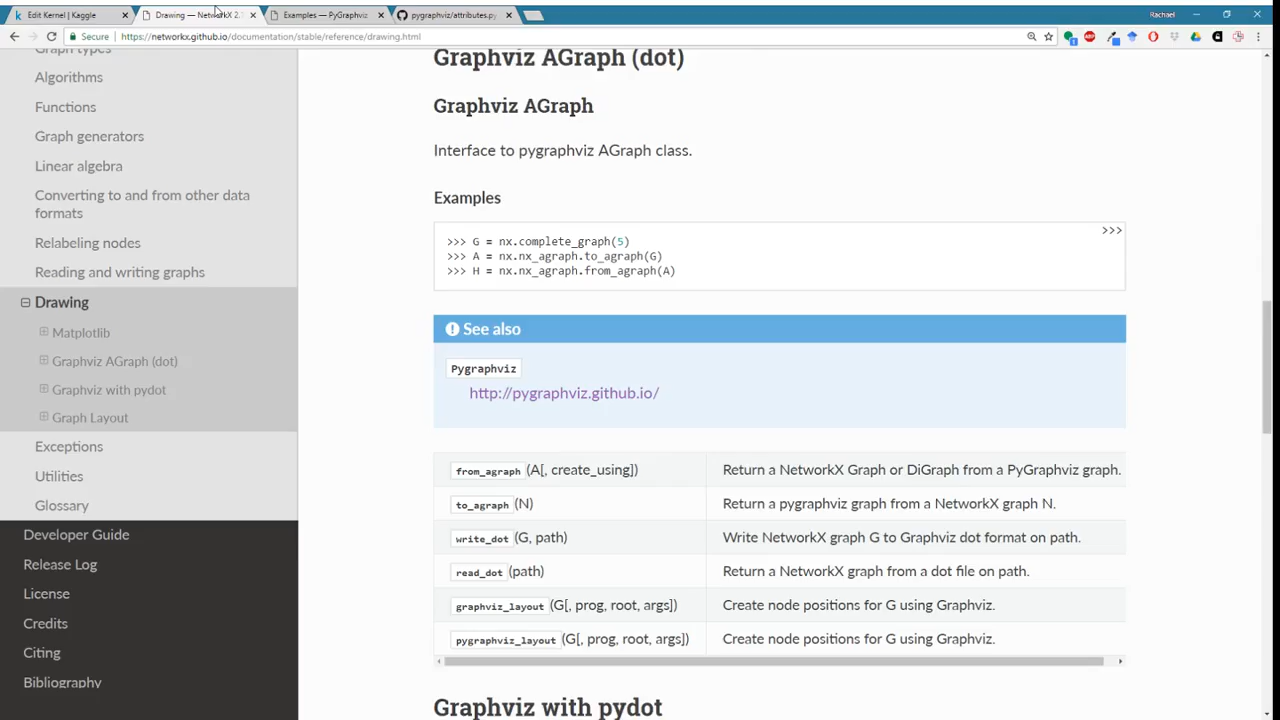 Edit Kernel | Kaggle
Drawing — NetworkX 2.
Examples — PyGraphviz
pygraphviz/attributes.py
Rachael
Secure
https://networkx.github.io/documentation/stable/reference/drawing.html
Graph types
Algorithms
Functions
Graph generators
Linear algebra
Converting to and from other data
formats
Relabeling nodes
Reading and writing graphs
Drawing
Matplotlib
Graphviz AGraph (dot)
Graphviz with pydot
Graph Layout
Exceptions
Utilities
Glossary
Developer Guide
Release Log
License
Credits
Citing
Bibliography
Graphviz AGraph (dot)
Graphviz AGraph
Interface to pygraphviz AGraph class.
Examples
>>>
>>> G = nx.complete_graph(5)
>>> A = nx.nx_agraph.to_agraph(G)
>>> H = nx.nx_agraph.from_agraph(A)
See also
Pygraphviz
http://pygraphviz.github.io/
from_agraph (A[, create_using]) Return a NetworkX Graph or DiGraph from a PyGraphviz graph.
to_agraph (N) Return a pygraphviz graph from a NetworkX graph N.
write_dot (G, path) Write NetworkX graph G to Graphviz dot format on path.
read_dot (path) Return a NetworkX graph from a dot file on path.
graphviz_layout (G[, prog, root, args]) Create node positions for G using Graphviz.
pygraphviz_layout (G[, prog, root, args]) Create node positions for G using Graphviz.
Graphviz with pydot